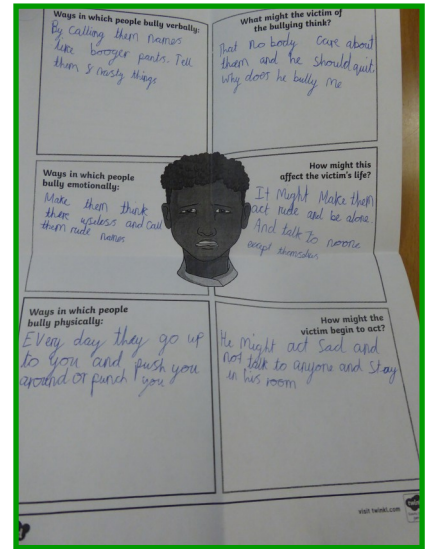 Ways in which people bully verbally:
By calling them names
like booger pants. Tell
them & nasty things
What might the victim of
the bullying think?
That nobody care about
them and he should quit.
Why does he bully me
Ways in which people
bully emotionally?
Make them think
there useless and call
them rude names
How might this
affect the victim's life?
It Might Make them
act rude and be alone
And talk To noone
except themselves
Ways in which people
bully physically:
EVery day they go up
to you and push you
around or punch you
How might the
victim begin to act?
He Might act Sad and
not talk to anyone and Stay
in his room
visit twinkl.com